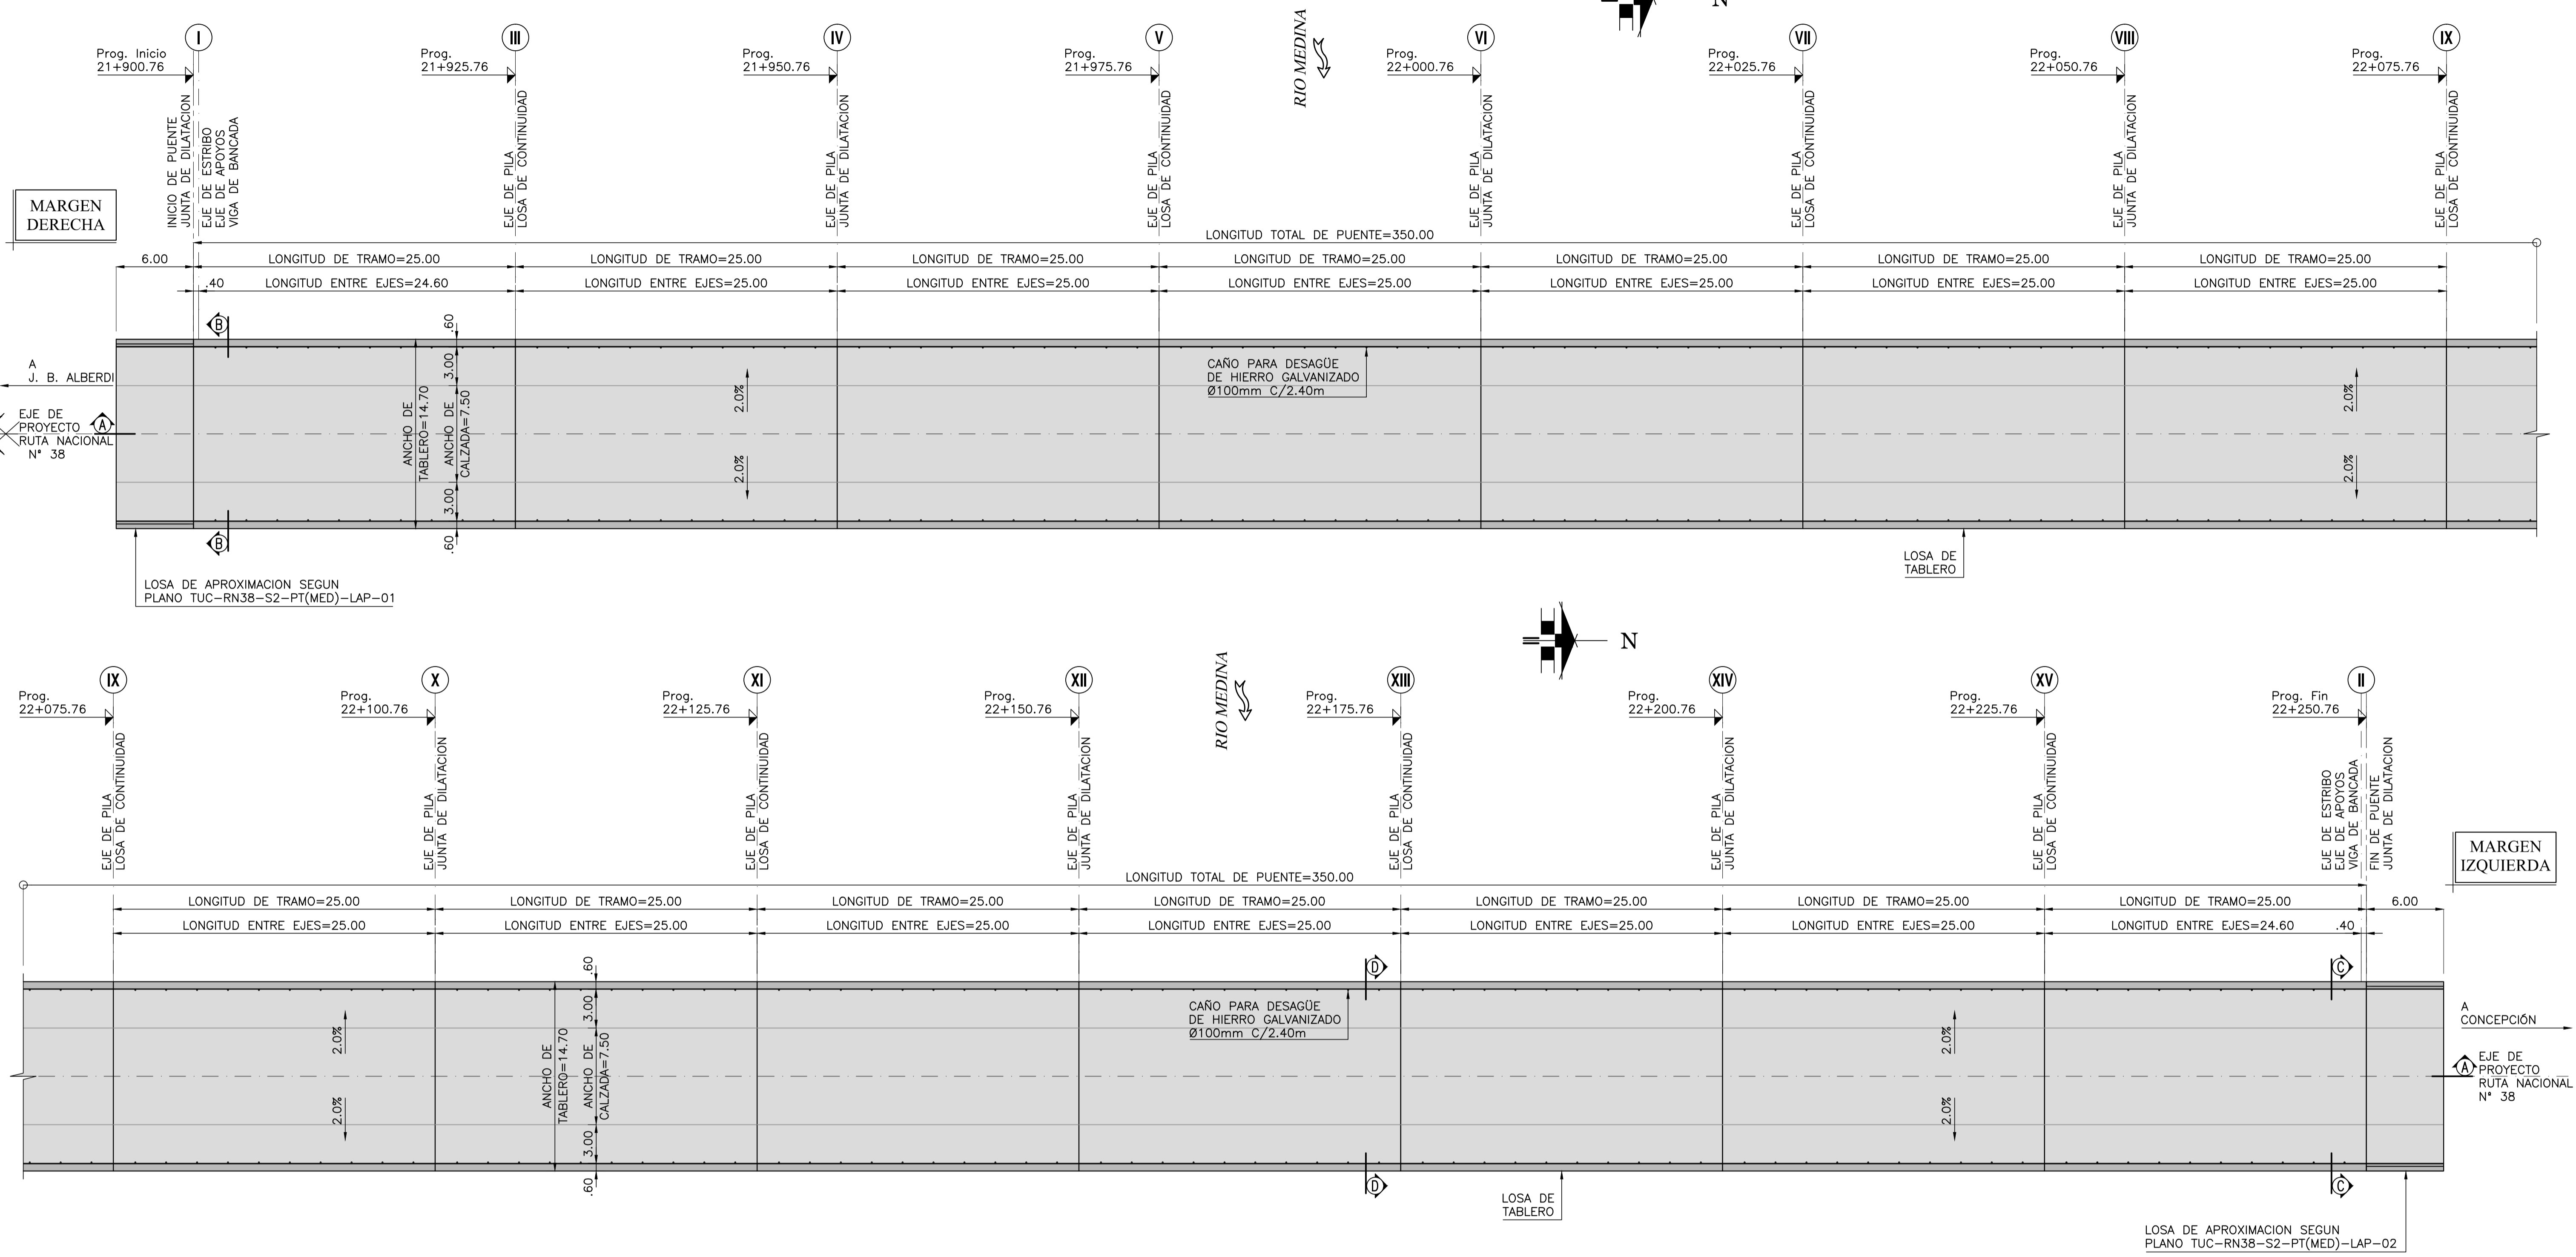 N
I
III
IV
V
VI
VII
VIII
IX
Prog. Inicio
21+900.76
Prog.
21+925.76
Prog.
21+950.76
Prog.
21+975.76
RIO MEDINA
Prog.
22+000.76
Prog.
22+025.76
Prog.
22+050.76
Prog.
22+075.76
INICIO DE PUENTE
JUNTA DE DILATACION
EJE DE ESTRIBO
EJE DE APOYOS
VIGA DE BANCADA
EJE DE PILA
LOSA DE CONTINUIDAD
EJE DE PILA
JUNTA DE DILATACION
EJE DE PILA
LOSA DE CONTINUIDAD
EJE DE PILA
JUNTA DE DILATACION
EJE DE PILA
LOSA DE CONTINUIDAD
EJE DE PILA
JUNTA DE DILATACION
EJE DE PILA
LOSA DE CONTINUIDAD
MARGEN
DERECHA
LONGITUD TOTAL DE PUENTE=350.00
6.00
LONGITUD DE TRAMO=25.00
LONGITUD DE TRAMO=25.00
LONGITUD DE TRAMO=25.00
LONGITUD DE TRAMO=25.00
LONGITUD DE TRAMO=25.00
LONGITUD DE TRAMO=25.00
LONGITUD DE TRAMO=25.00
.40
LONGITUD ENTRE EJES=24.60
LONGITUD ENTRE EJES=25.00
LONGITUD ENTRE EJES=25.00
LONGITUD ENTRE EJES=25.00
LONGITUD ENTRE EJES=25.00
LONGITUD ENTRE EJES=25.00
LONGITUD ENTRE EJES=25.00
B
.60
A
J. B. ALBERDI
EJE DE
PROYECTO
RUTA NACIONAL
N° 38
A
ANCHO DE
TABLERO=14.70
3.00
ANCHO DE
CALZADA=7.50
3.00
2.0%
2.0%
CAÑO PARA DESAGÜE
DE HIERRO GALVANIZADO
Ø100mm C/2.40m
2.0%
2.0%
B
.60
LOSA DE
TABLERO
LOSA DE APROXIMACION SEGUN
PLANO TUC-RN38-S2-PT(MED)-LAP-01
N
IX
X
XI
XII
XIII
XIV
XV
II
Prog.
22+075.76
Prog.
22+100.76
Prog.
22+125.76
Prog.
22+150.76
RIO MEDINA
Prog.
22+175.76
Prog.
22+200.76
Prog.
22+225.76
Prog. Fin
22+250.76
EJE DE PILA
LOSA DE CONTINUIDAD
EJE DE PILA
JUNTA DE DILATACION
EJE DE PILA
LOSA DE CONTINUIDAD
EJE DE PILA
JUNTA DE DILATACION
EJE DE PILA
LOSA DE CONTINUIDAD
EJE DE PILA
JUNTA DE DILATACION
EJE DE PILA
LOSA DE CONTINUIDAD
EJE DE ESTRIBO
EJE DE APOYOS
VIGA DE BANCADA
FIN DE PUENTE
JUNTA DE DILATACION
MARGEN
IZQUIERDA
LONGITUD TOTAL DE PUENTE=350.00
LONGITUD DE TRAMO=25.00
LONGITUD DE TRAMO=25.00
LONGITUD DE TRAMO=25.00
LONGITUD DE TRAMO=25.00
LONGITUD DE TRAMO=25.00
LONGITUD DE TRAMO=25.00
LONGITUD DE TRAMO=25.00
6.00
LONGITUD ENTRE EJES=25.00
LONGITUD ENTRE EJES=25.00
LONGITUD ENTRE EJES=25.00
LONGITUD ENTRE EJES=25.00
LONGITUD ENTRE EJES=25.00
LONGITUD ENTRE EJES=25.00
LONGITUD ENTRE EJES=24.60
.40
.60
D
C
2.0%
2.0%
ANCHO DE
TABLERO=14.70
3.00
ANCHO DE
CALZADA=7.50
3.00
CAÑO PARA DESAGÜE
DE HIERRO GALVANIZADO
Ø100mm C/2.40m
2.0%
2.0%
A
CONCEPCIÓN
A
EJE DE
PROYECTO
RUTA NACIONAL
N° 38
.60
D
C
LOSA DE
TABLERO
LOSA DE APROXIMACION SEGUN
PLANO TUC-RN38-S2-PT(MED)-LAP-02